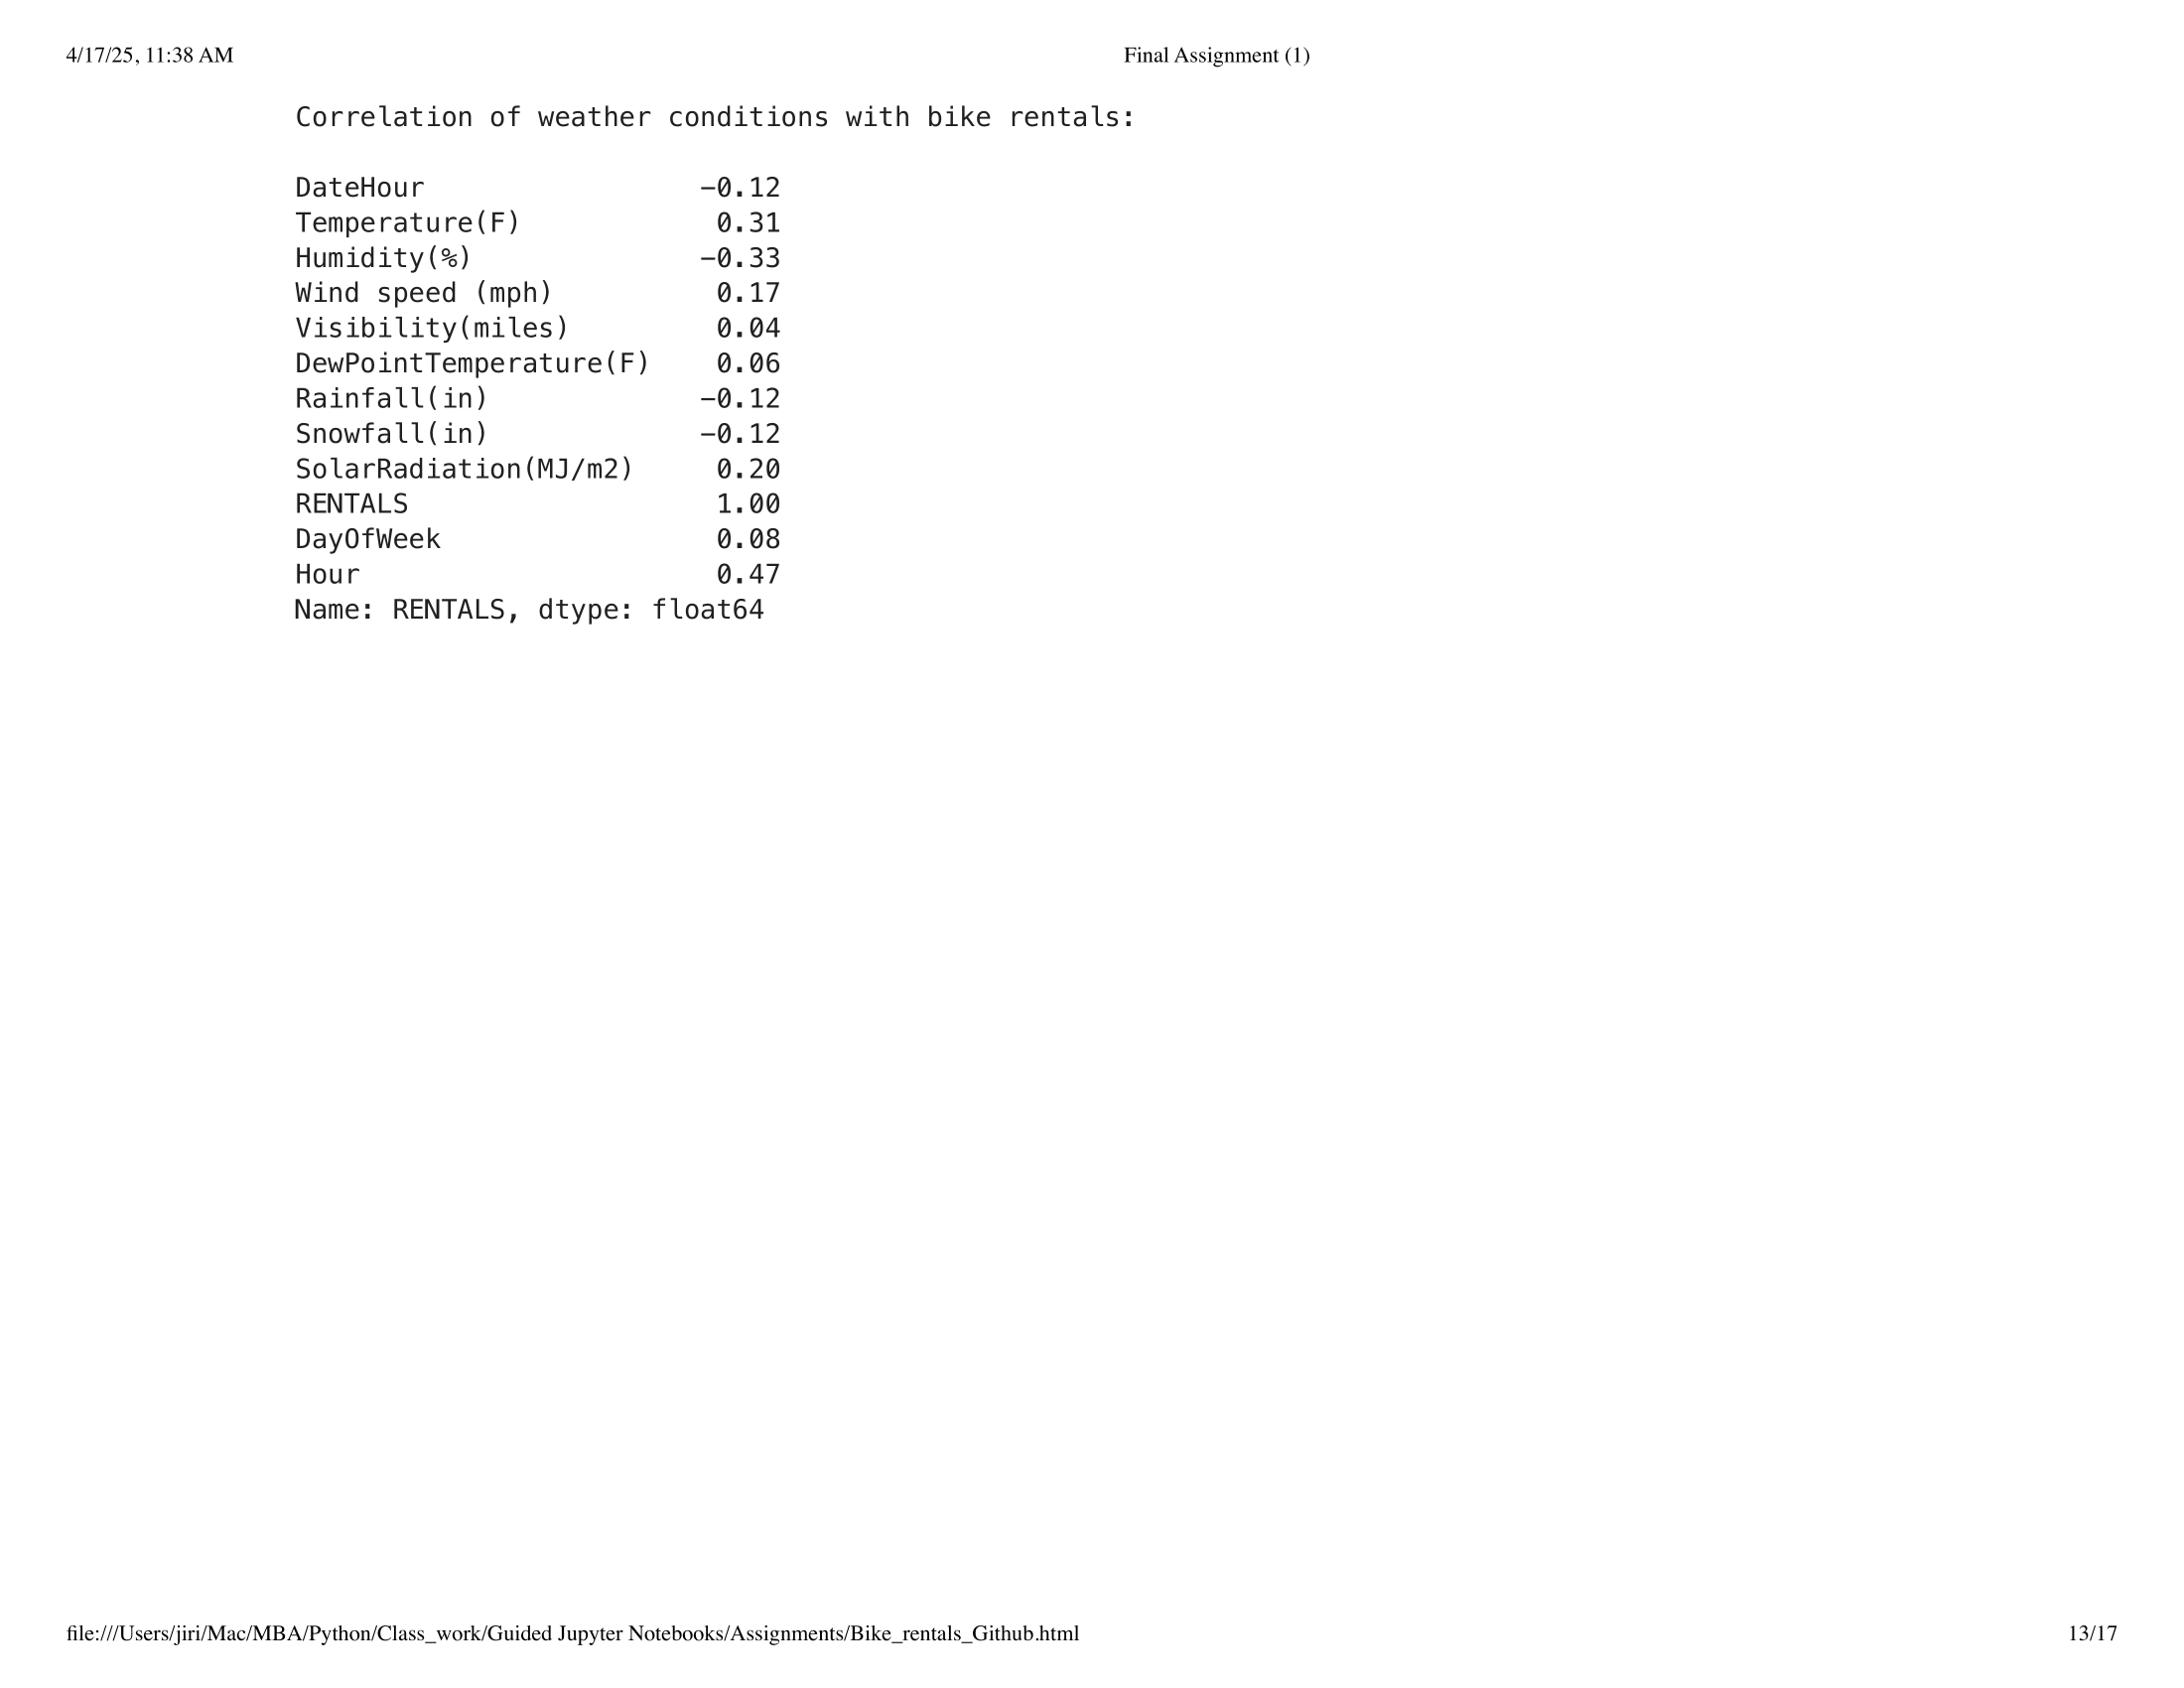 4/17/25, 11:38 AM
Final Assignment (1)
Correlation of weather conditions with bike rentals:
DateHour                 −0.12
Temperature(F)            0.31
Humidity(%)              −0.33
Wind speed (mph)          0.17
Visibility(miles)         0.04
DewPointTemperature(F)    0.06
Rainfall(in)             −0.12
Snowfall(in)             −0.12
SolarRadiation(MJ/m2)     0.20
RENTALS                   1.00
DayOfWeek                 0.08
Hour                      0.47
Name: RENTALS, dtype: float64
file:///Users/jiri/Mac/MBA/Python/Class_work/Guided Jupyter Notebooks/Assignments/Bike_rentals_Github.html
13/17